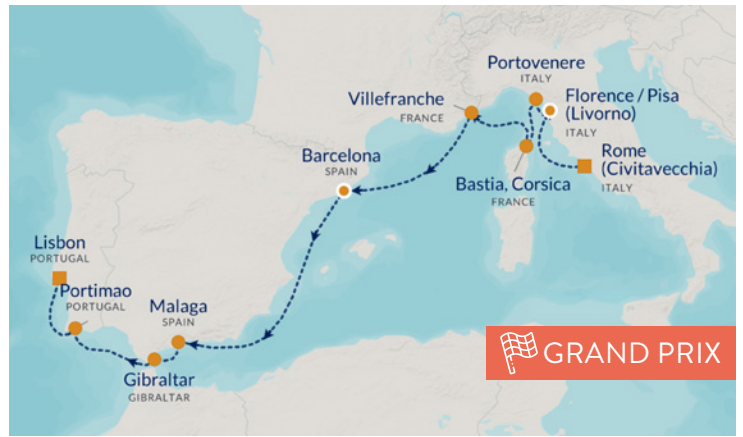 Portovenere
ITALY
Florence / Pisa
(Livorno)
ITALY
Villefranche
FRANCE
Rome
(Civitavecchia)
ITALY
Barcelona
SPAIN
Bastia, Corsica
FRANCE
Lisbon
PORTUGAL
Portimao
PORTUGAL
Malaga
SPAIN
Gibraltar
GIBRALTAR
GRAND PRIX